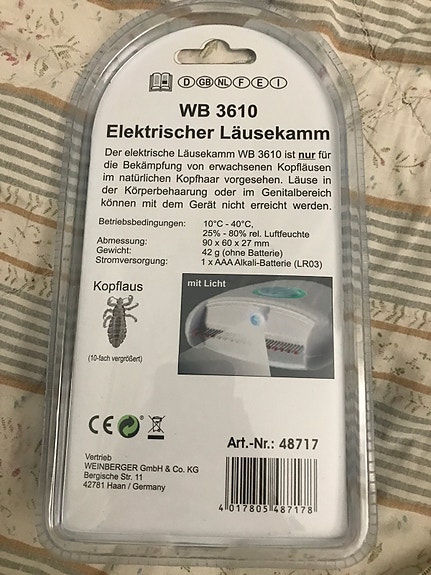 D GB NL F E I
WB 3610
Elektrischer Läusekamm
Der elektrische Läusekamm WB 3610 ist nur für
die Bekämpfung von erwachsenen Kopfläusen
im natürlichen Kopfhaar vorgesehen. Läuse in
der Körperbehaarung oder im Genitalbereich
können mit dem Gerät nicht erreicht werden.
Betriebsbedingungen: 10°C - 40°C,
25% - 80% rel. Luftfeuchte
Abmessung: 90 x 60 x 27 mm
Gewicht: 42 g (ohne Batterie)
Stromversorgung: 1 x AAA Alkali-Batterie (LR03)
Kopflaus
mit Licht
(10-fach vergrößert)
CE
Art.-Nr.: 48717
Vertrieb
WEINBERGER GmbH & Co. KG
Bergische Str. 11
42781 Haan / Germany
4 017805 487178